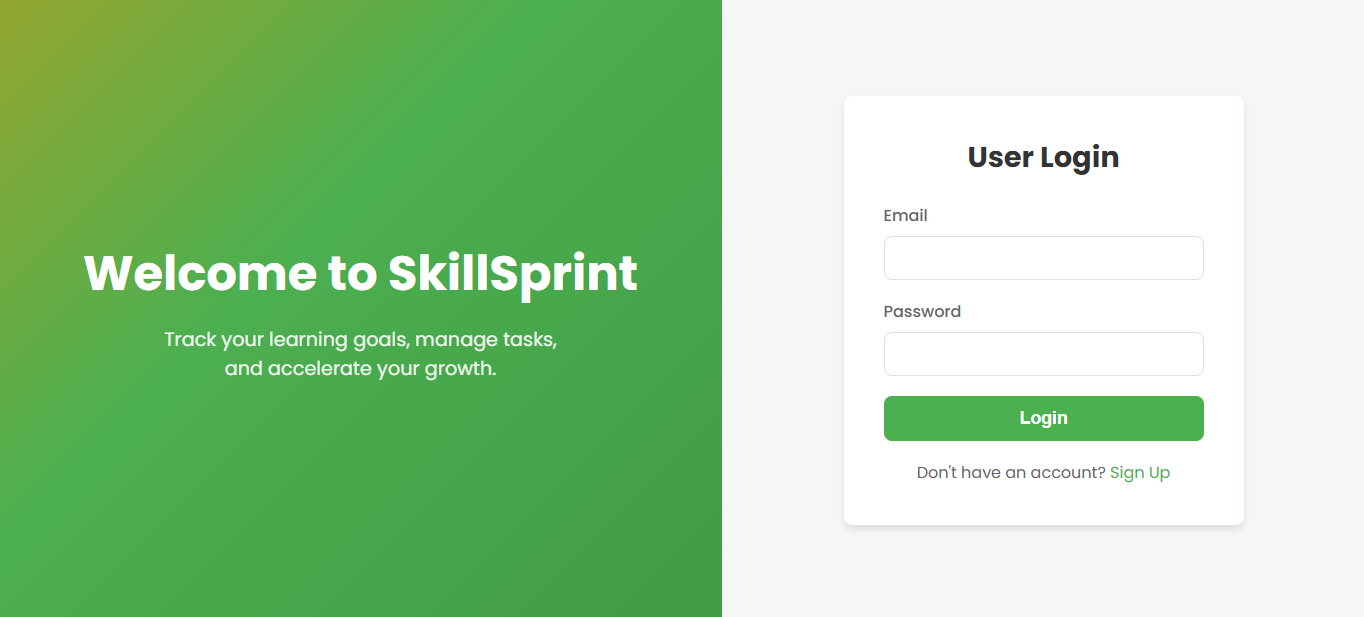 Welcome to SkillSprint
Track your learning goals, manage tasks,
and accelerate your growth.
User Login
Email
Password
Login
Don't have an account? Sign Up